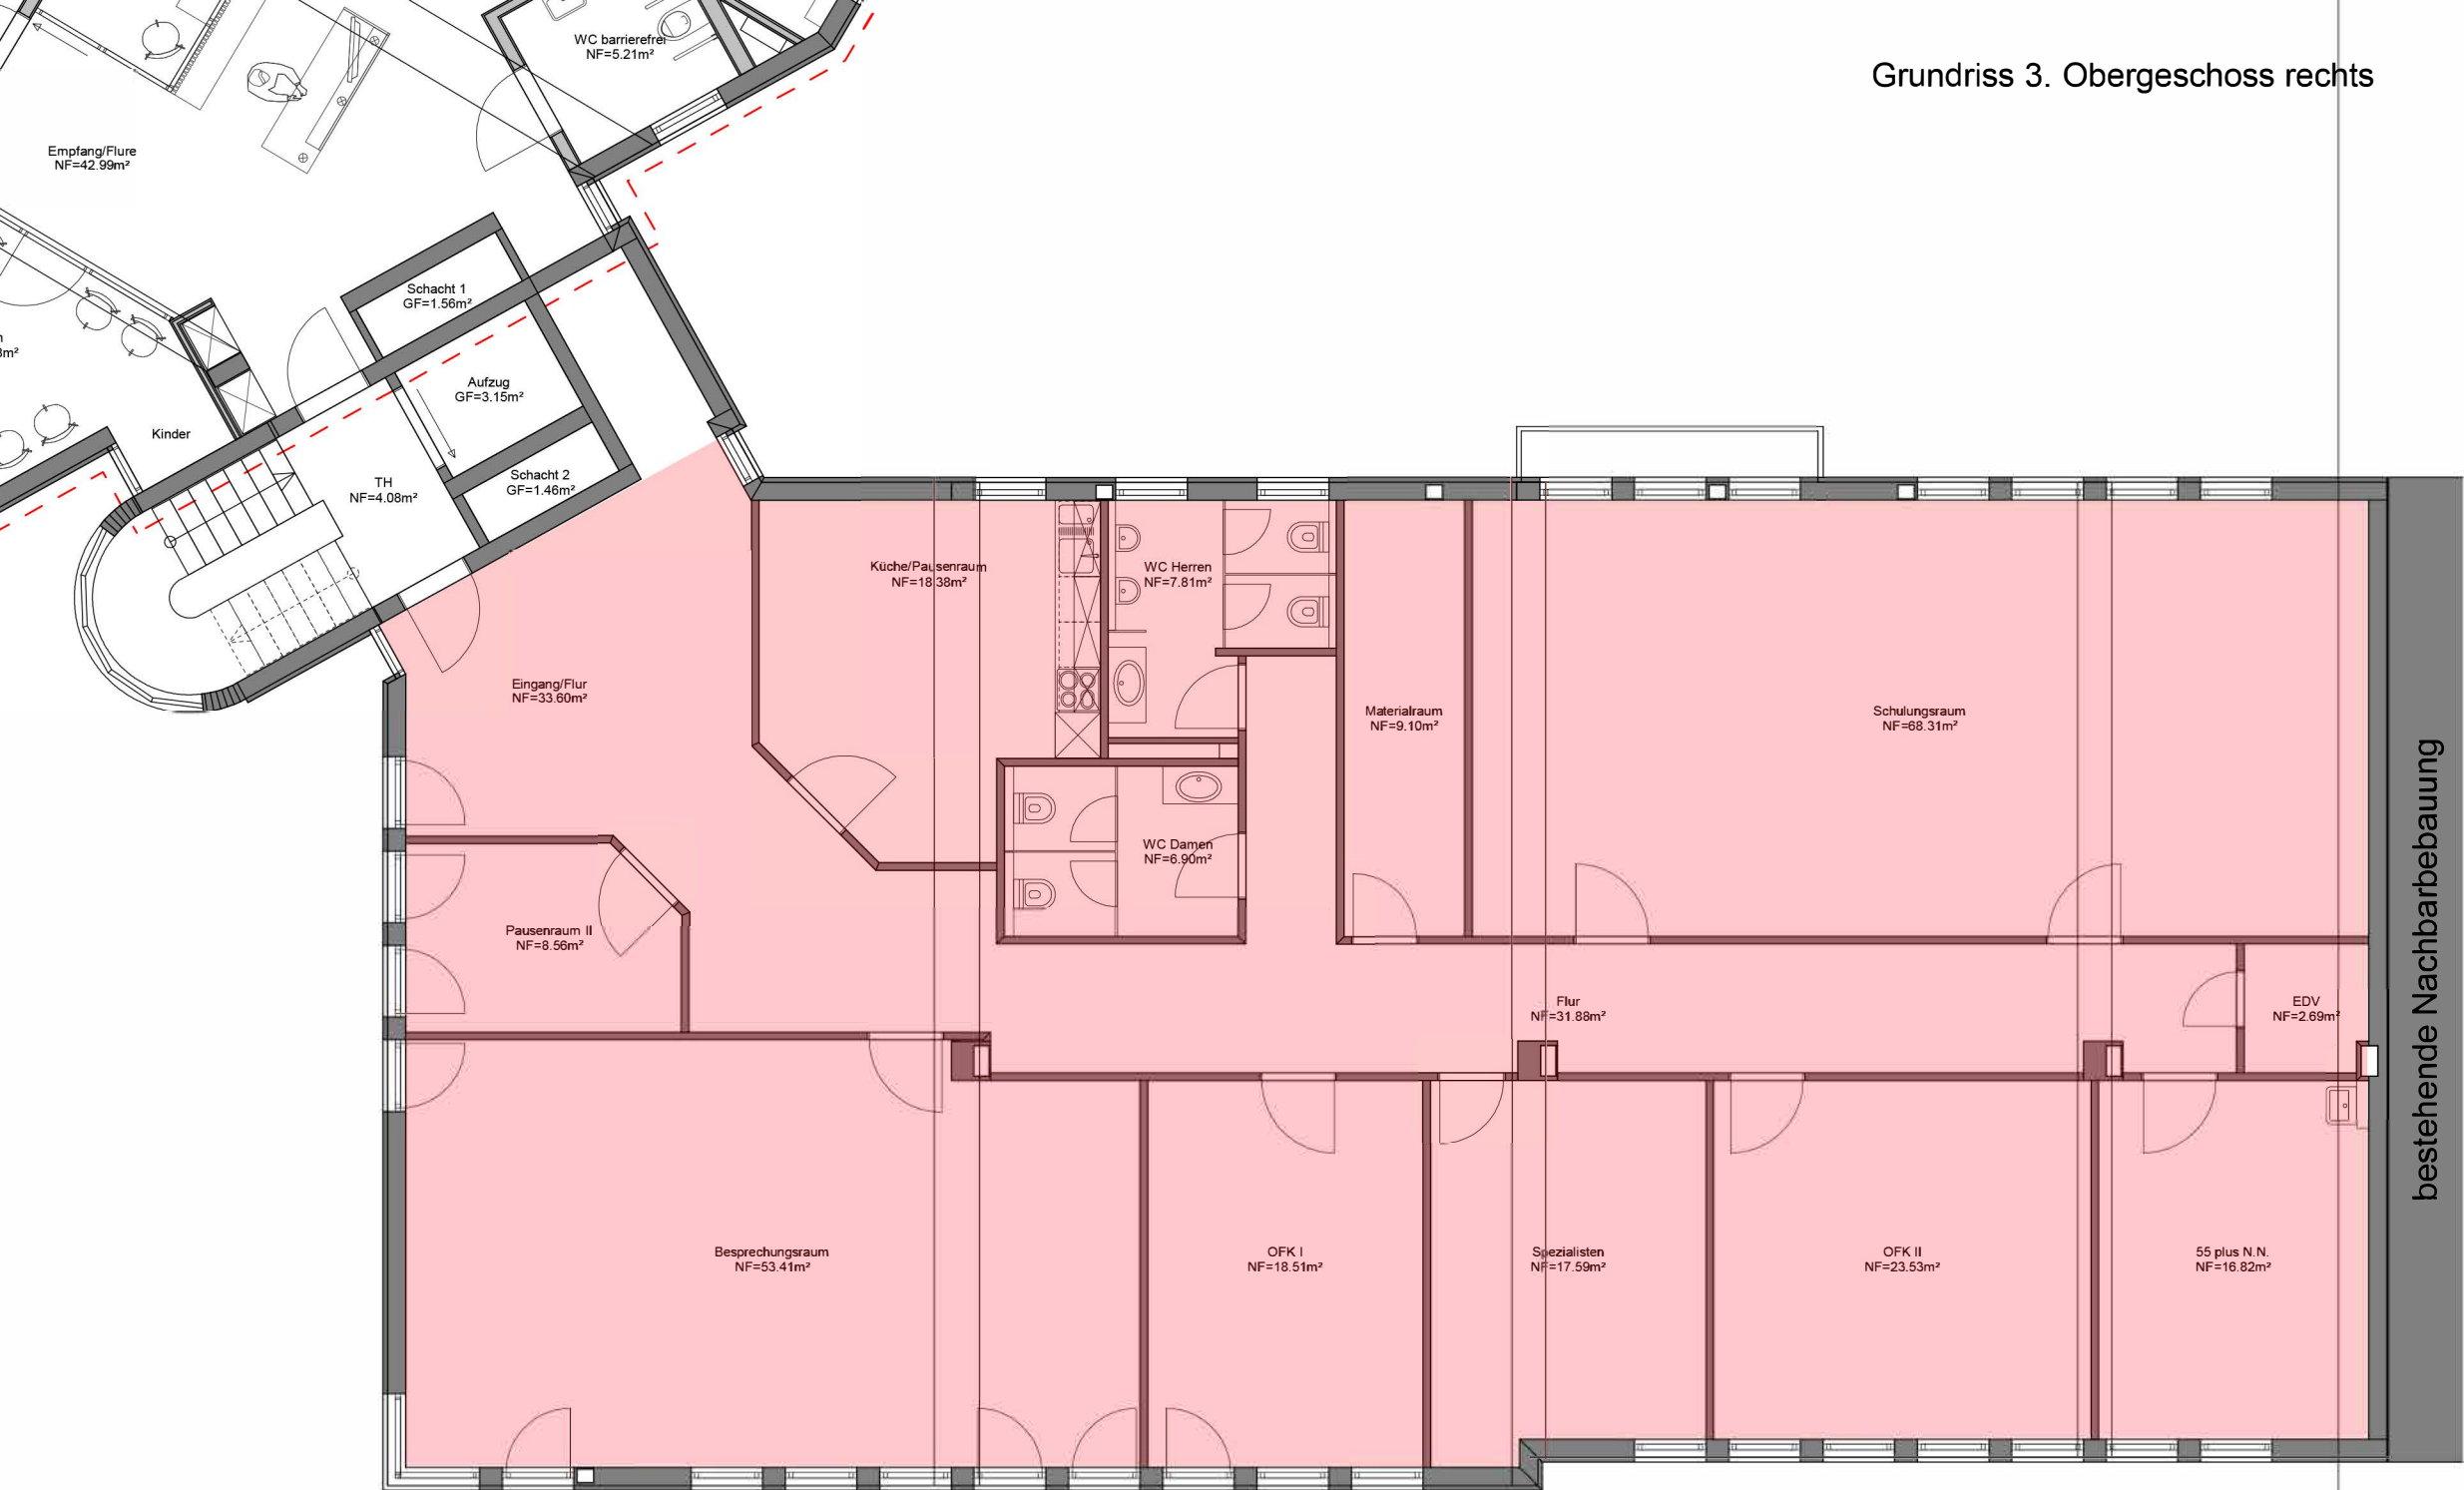 Grundriss 3. Obergeschoss rechts
WC barrierefrei
NF=5.21m²
Empfang/Flure
NF=42.99m²
Schacht 1
GF=1.56m²
Aufzug
GF=3.15m²
Kinder
TH
NF=4.08m²
Schacht 2
GF=1.46m²
Küche/Pausenraum
NF=18.38m²
WC Herren
NF=7.81m²
Eingang/Flur
NF=33.60m²
Materialraum
NF=9.10m²
Schulungsraum
NF=68.31m²
WC Damen
NF=6.90m²
Pausenraum II
NF=8.56m²
Flur
NF=31.88m²
EDV
NF=2.69m²
bestehende Nachbarbebauung
Besprechungsraum
NF=53.41m²
OFK I
NF=18.51m²
Spezialisten
NF=17.59m²
OFK II
NF=23.53m²
55 plus N.N.
NF=16.82m²